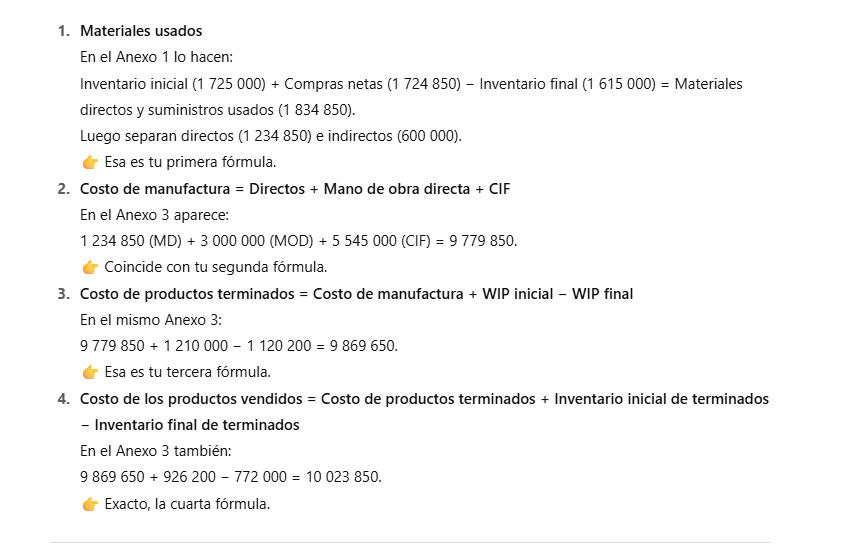 1. Materiales usados
En el Anexo 1 lo hacen:
Inventario inicial (1 725 000) + Compras netas (1 724 850) − Inventario final (1 615 000) = Materiales
directos y suministros usados (1 834 850).
Luego separan directos (1 234 850) e indirectos (600 000).
👉 Esa es tu primera fórmula.
2. Costo de manufactura = Directos + Mano de obra directa + CIF
En el Anexo 3 aparece:
1 234 850 (MD) + 3 000 000 (MOD) + 5 545 000 (CIF) = 9 779 850.
👉 Coincide con tu segunda fórmula.
3. Costo de productos terminados = Costo de manufactura + WIP inicial − WIP final
En el mismo Anexo 3:
9 779 850 + 1 210 000 − 1 120 200 = 9 869 650.
👉 Esa es tu tercera fórmula.
4. Costo de los productos vendidos = Costo de productos terminados + Inventario inicial de terminados
− Inventario final de terminados
En el Anexo 3 también:
9 869 650 + 926 200 − 772 000 = 10 023 850.
👉 Exacto, la cuarta fórmula.